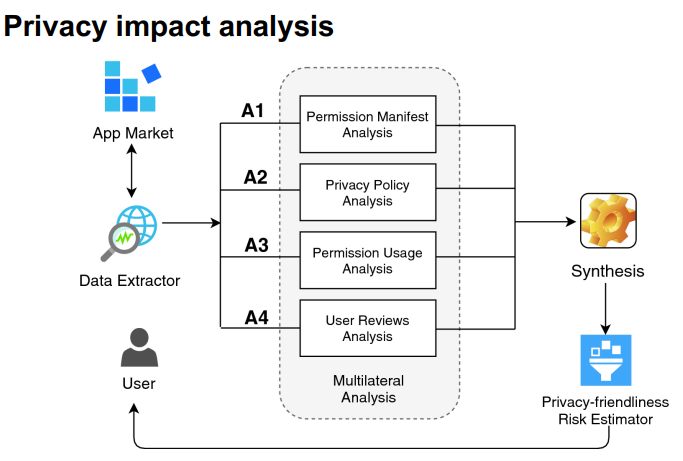 Privacy impact analysis
App Market
Data Extractor
User
A1
A2
A3
A4
Permission Manifest
Analysis
Privacy Policy
Analysis
Permission Usage
Analysis
User Reviews
Analysis
Multilateral
Analysis
Synthesis
Privacy-friendliness
Risk Estimator